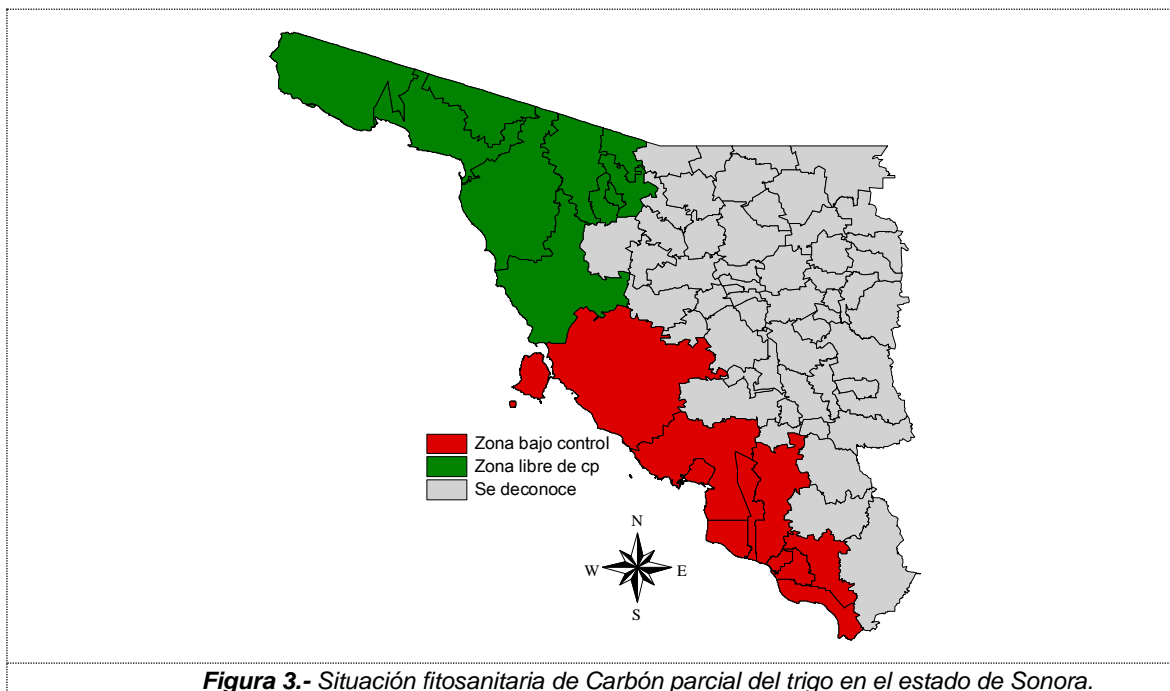 Zona bajo control
Zona libre de cp
Se deconoce
N
W E
S
Figura 3.- Situación fitosanitaria de Carbón parcial del trigo en el estado de Sonora.